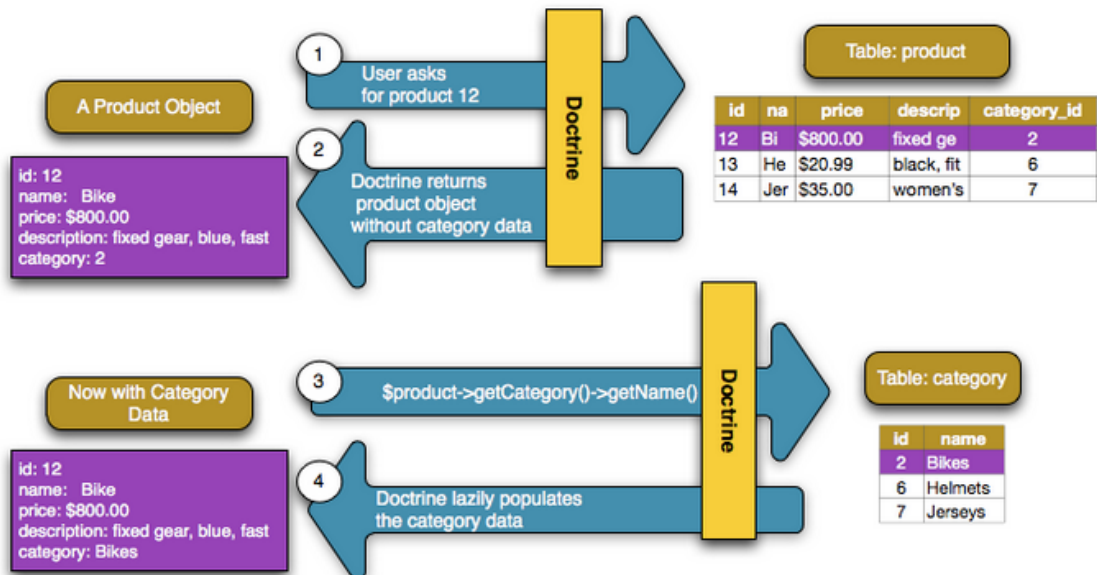 1
User asks
for product 12
Doctrine
Table: product
A Product Object
id na price descrip category_id
12 Bi $800.00 fixed ge 2
13 He $20.99 black, fit 6
14 Jer $35.00 women's 7
2
Doctrine returns
product object
without category data
id: 12
name: Bike
price: $800.00
description: fixed gear, blue, fast
category: 2
3
$product->getCategory()->getName()
Doctrine
Table: category
Now with Category
Data
id name
2 Bikes
6 Helmets
7 Jerseys
4
Doctrine lazily populates
the category data
id: 12
name: Bike
price: $800.00
description: fixed gear, blue, fast
category: Bikes